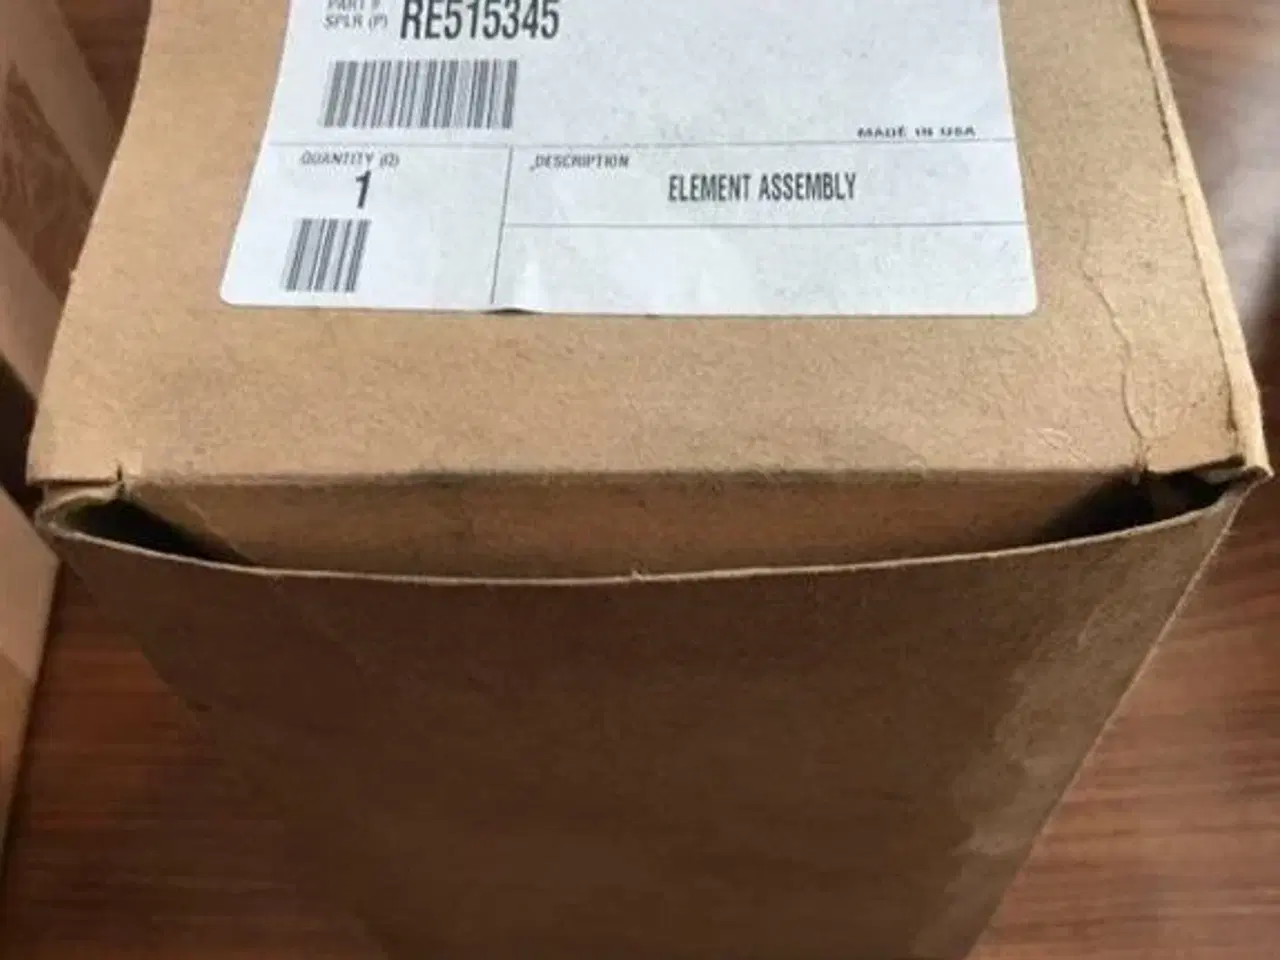 PART #
SPLR (P) RE515345
MADE IN USA
QUANTITY (Q)
1
DESCRIPTION
ELEMENT ASSEMBLY